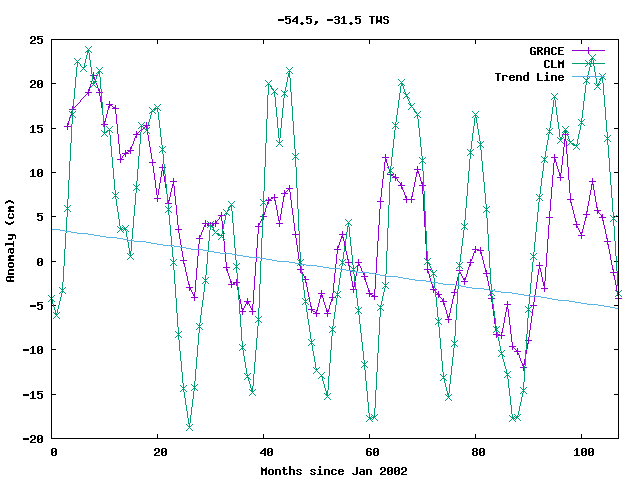 -54.5, -31.5 TWS
GRACE
CLM
Trend Line
25
20
15
10
5
0
-5
-10
-15
-20
Anomaly (cm)
0 20 40 60 80 100
Months since Jan 2002